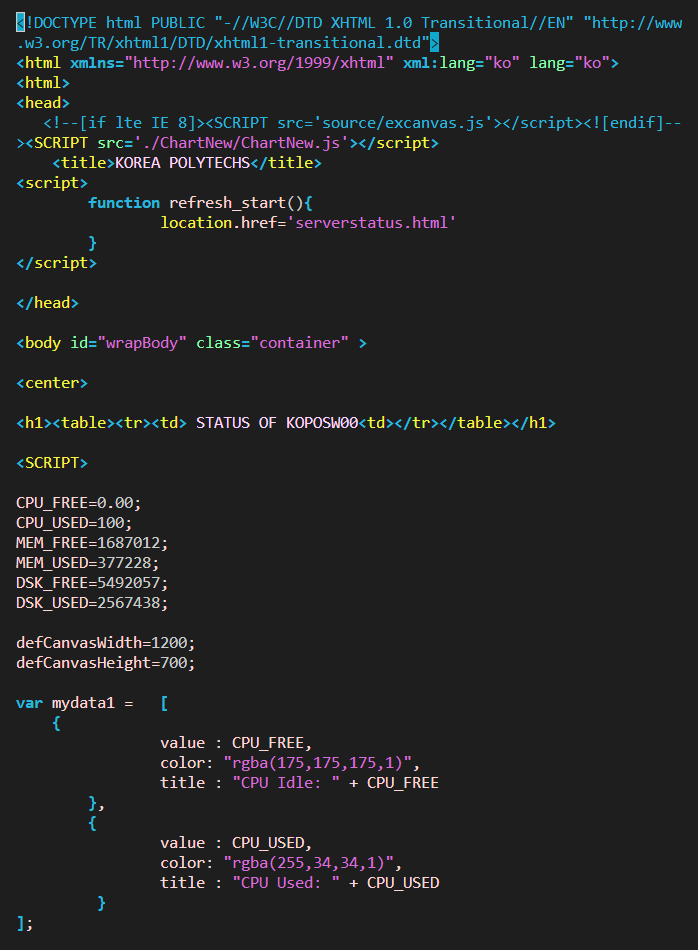 <!DOCTYPE html PUBLIC "-//W3C//DTD XHTML 1.0 Transitional//EN" "http://www
.w3.org/TR/xhtml1/DTD/xhtml1-transitional.dtd">
<html xmlns="http://www.w3.org/1999/xhtml" xml:lang="ko" lang="ko">
<html>
<head>
   <!--[if lte IE 8]><SCRIPT src='source/excanvas.js'></script><![endif]--
><SCRIPT src='./ChartNew/ChartNew.js'></script>
    <title>KOREA POLYTECHS</title>
<script>
        function refresh_start(){
                location.href='serverstatus.html'
        }
</script>
</head>
<body id="wrapBody" class="container" >
<center>
<h1><table><tr><td> STATUS OF KOPOSW00<td></tr></table></h1>
<SCRIPT>
CPU_FREE=0.00;
CPU_USED=100;
MEM_FREE=1687012;
MEM_USED=377228;
DSK_FREE=5492057;
DSK_USED=2567438;
defCanvasWidth=1200;
defCanvasHeight=700;
var mydata1 =   [
    {
                value : CPU_FREE,
                color: "rgba(175,175,175,1)",
                title : "CPU Idle: " + CPU_FREE
        },
        {
                value : CPU_USED,
                color: "rgba(255,34,34,1)",
                title : "CPU Used: " + CPU_USED
         }
];